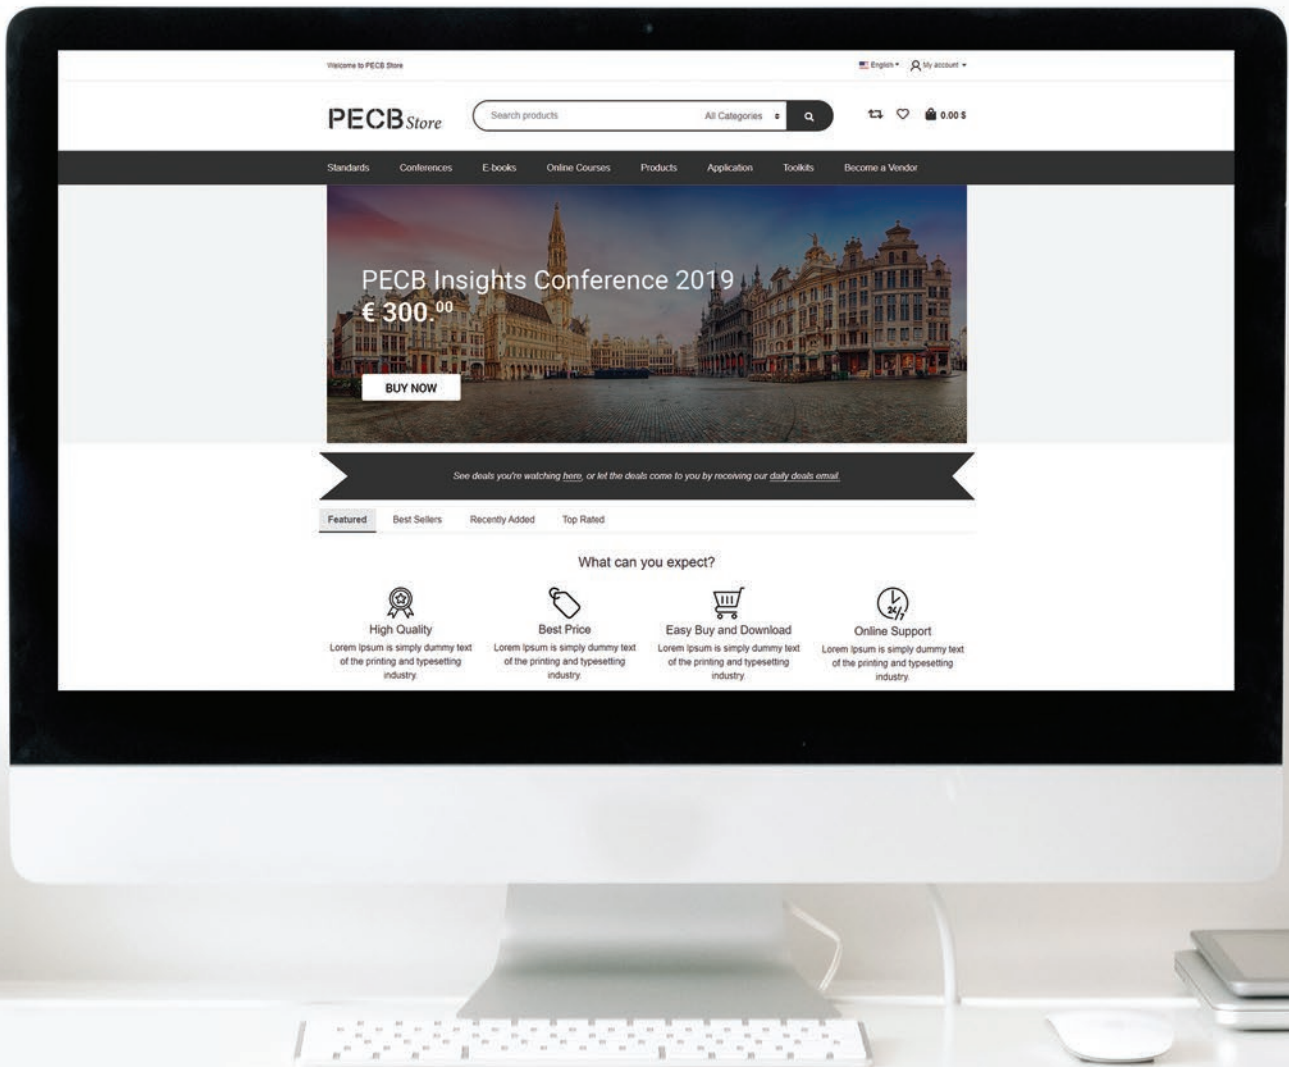 Welcome to PECB Store
English
My account
PECB Store
Search products
All Categories
0.00 $
Standards Conferences E-books Online Courses Products Application Toolkits Become a Vendor
PECB Insights Conference 2019
€ 300.00
BUY NOW
See deals you're watching here, or let the deals come to you by receiving our daily deals email.
Featured Best Sellers Recently Added Top Rated
What can you expect?
High Quality
Lorem Ipsum is simply dummy text
of the printing and typesetting
industry.
Best Price
Lorem Ipsum is simply dummy text
of the printing and typesetting
industry.
Easy Buy and Download
Lorem Ipsum is simply dummy text
of the printing and typesetting
industry.
24/7
Online Support
Lorem Ipsum is simply dummy text
of the printing and typesetting
industry.